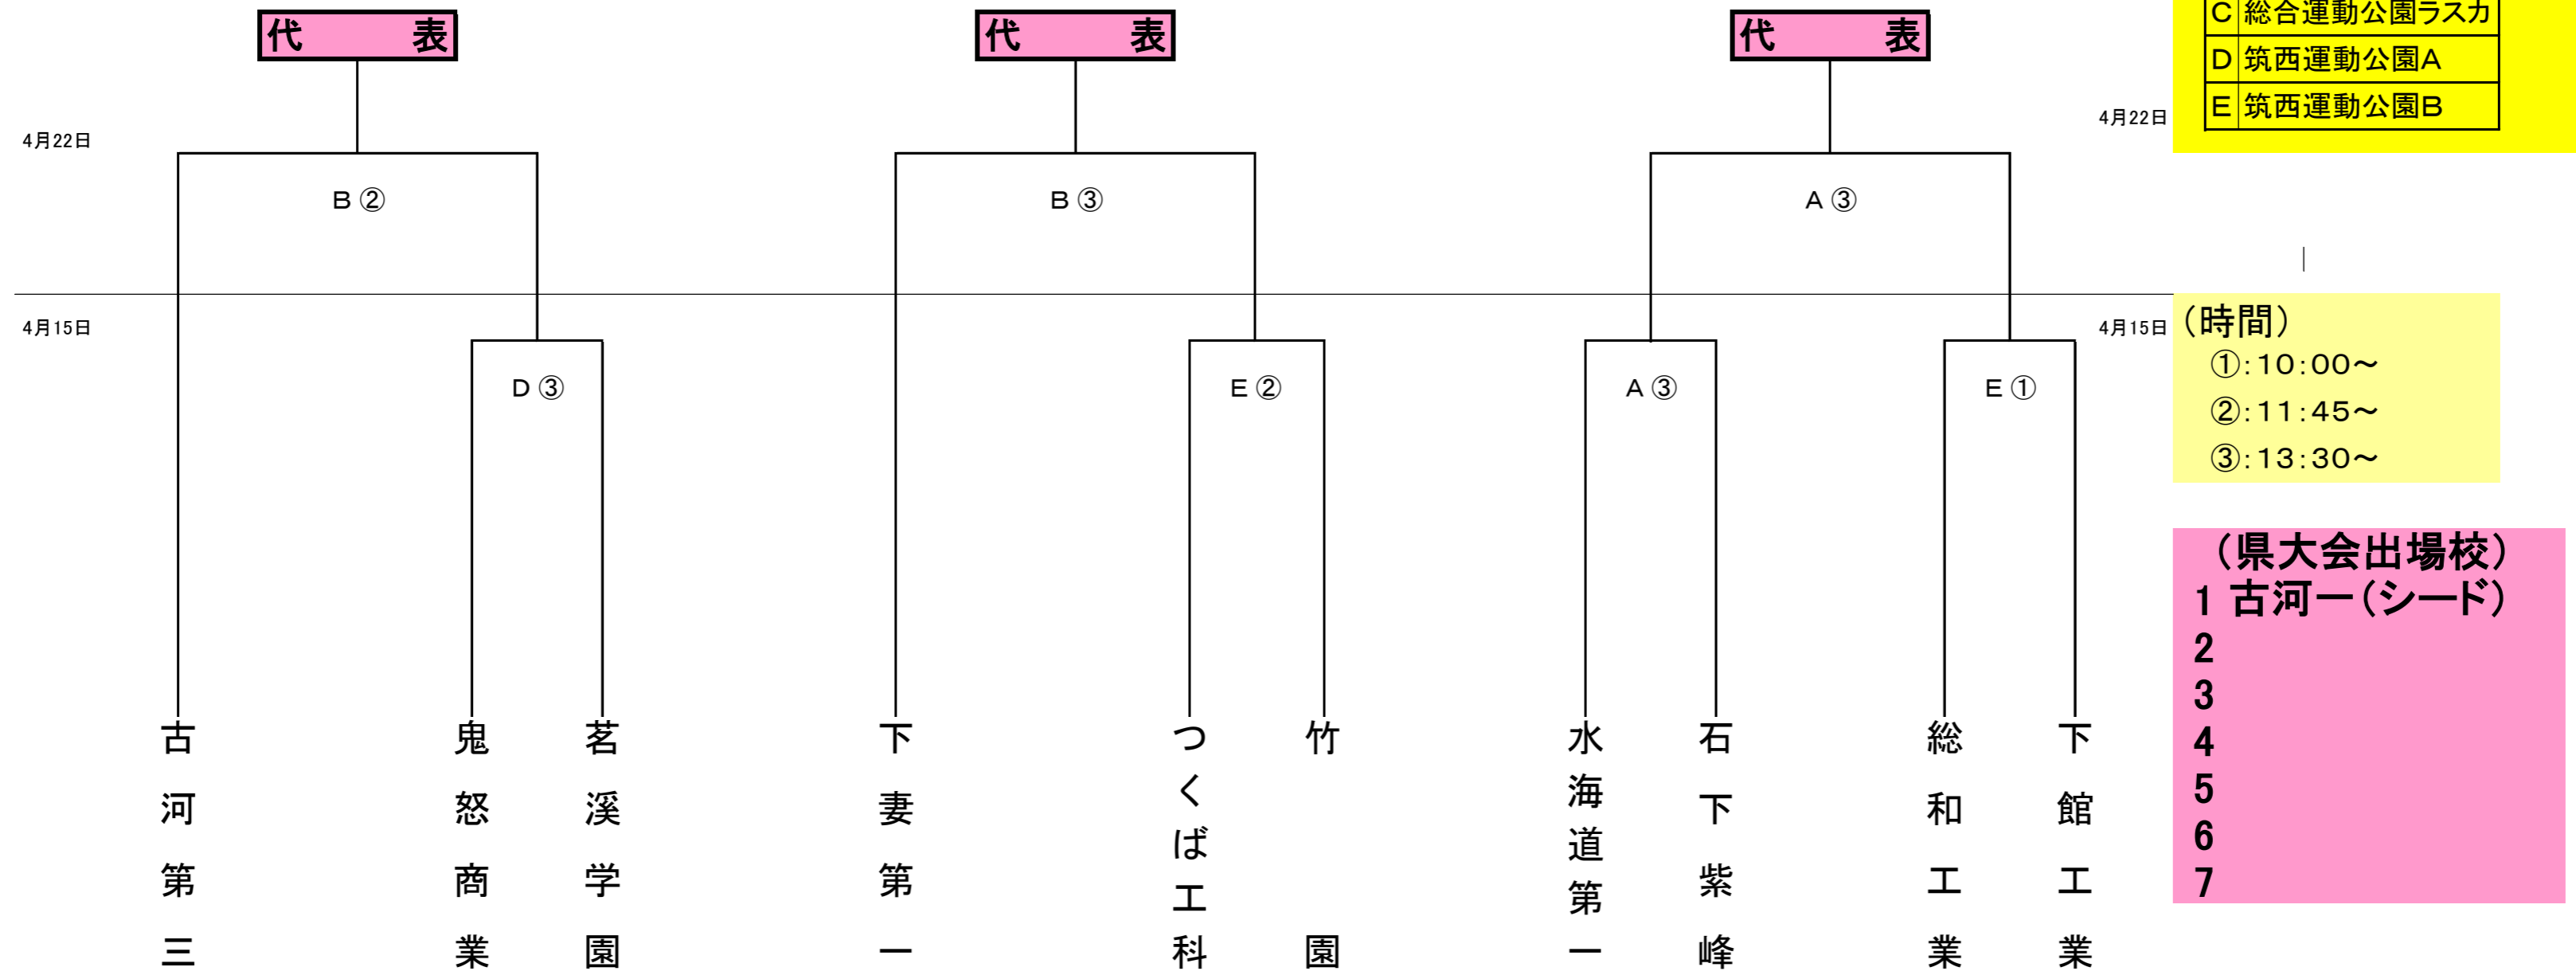 代　　　表
代　　　表
代　　　表
C 総合運動公園ラスカ
D 筑西運動公園A
E 筑西運動公園B
4月22日
4月22日
B ②
B ③
A ③
4月15日
4月15日
D ③
E ②
A ③
E ①
（時間）
①：10：00～
②：11：45～
③：13：30～
（県大会出場校）
1 古河一（シード）
2
3
4
5
6
7
古河第三
鬼怒商業
茗溪学園
下妻第一
つくば工科
竹園
水海道第一
石下紫峰
総和工業
下館工業